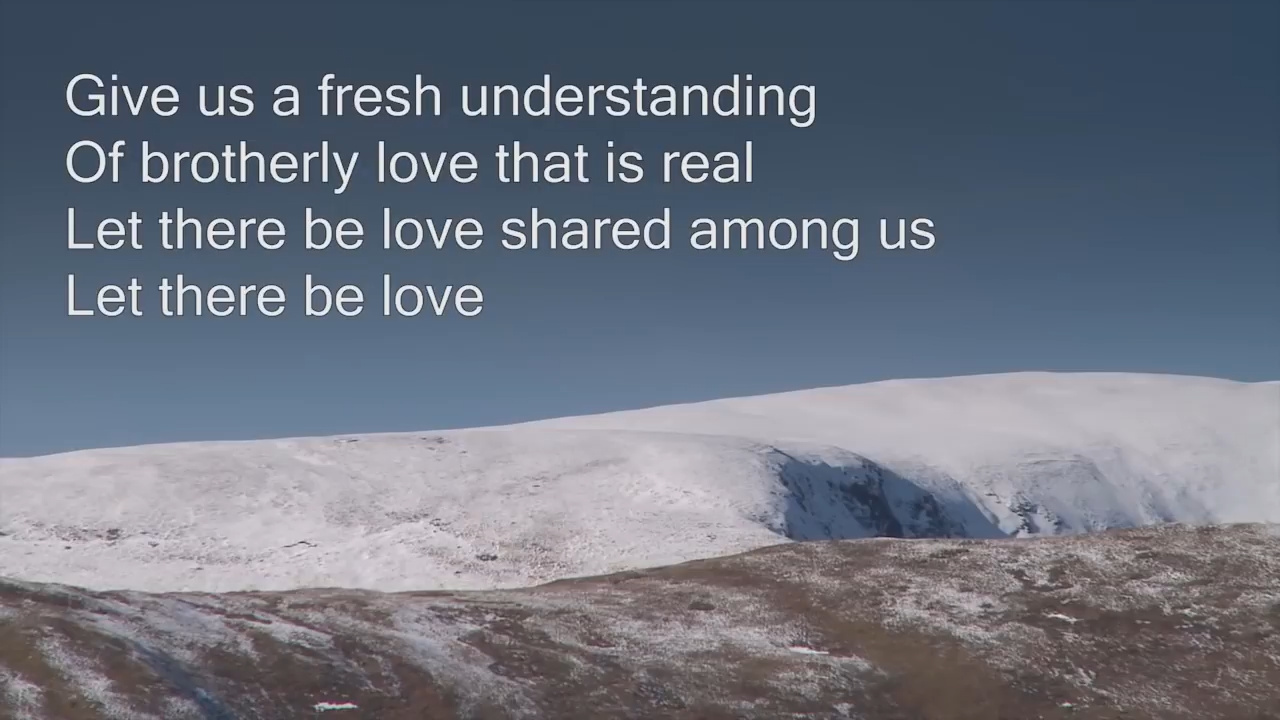 Give us a fresh understanding
Of brotherly love that is real
Let there be love shared among us
Let there be love